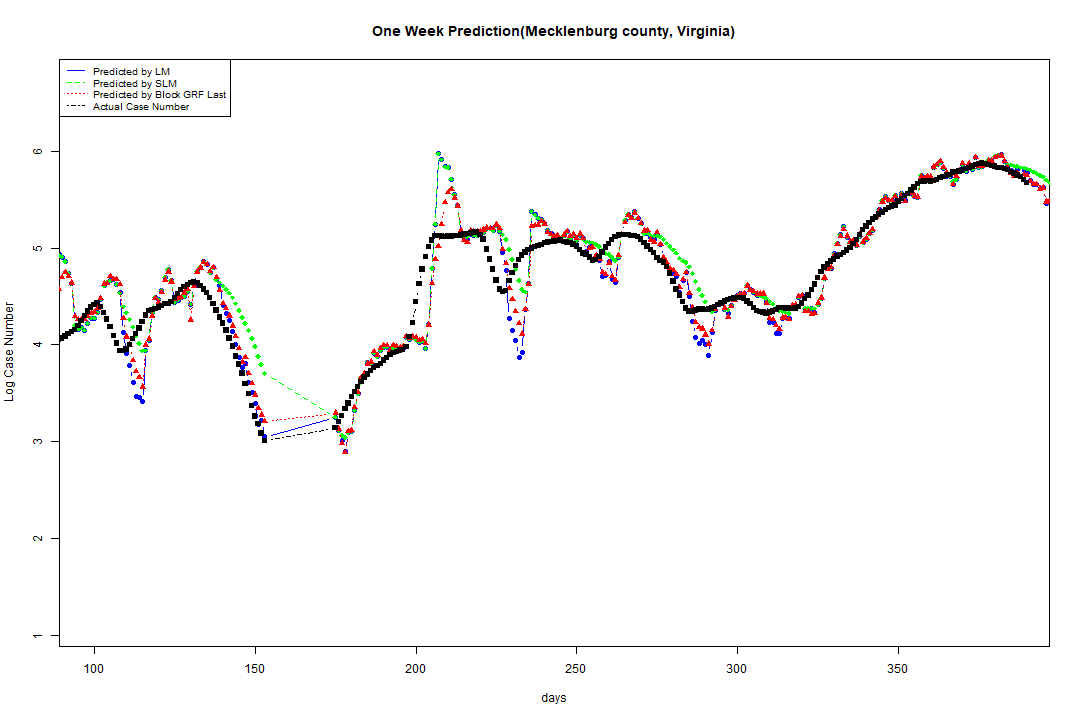 One Week Prediction(Mecklenburg county, Virginia)
Predicted by LM
Predicted by SLM
Predicted by Block GRF Last
Actual Case Number
6
5
4
3
2
1
Log Case Number
100 150 200 250 300 350
days